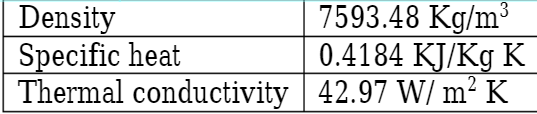 Density 7593.48 Kg/m³
Specific heat 0.4184 KJ/Kg K
Thermal conductivity 42.97 W/ m² K